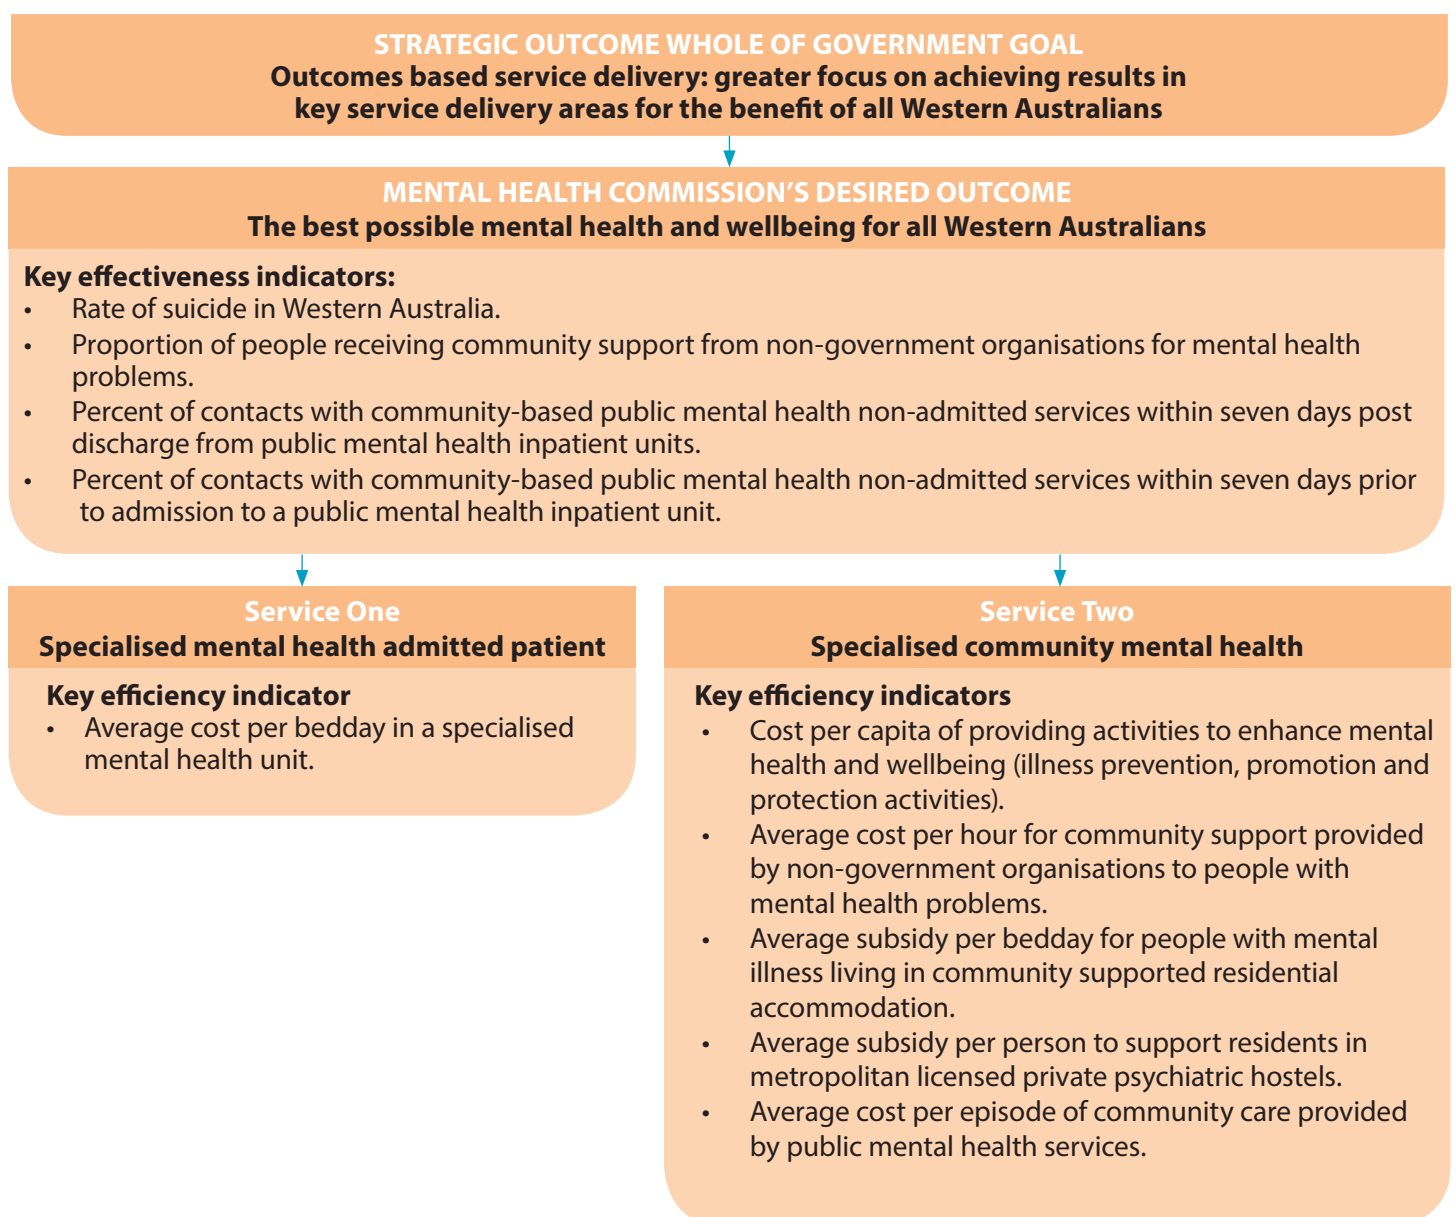 STRATEGIC OUTCOME WHOLE OF GOVERNMENT GOAL
Outcomes based service delivery: greater focus on achieving results in
key service delivery areas for the benefit of all Western Australians
MENTAL HEALTH COMMISSION'S DESIRED OUTCOME
The best possible mental health and wellbeing for all Western Australians
Key effectiveness indicators:
• Rate of suicide in Western Australia.
• Proportion of people receiving community support from non-government organisations for mental health
problems.
• Percent of contacts with community-based public mental health non-admitted services within seven days post
discharge from public mental health inpatient units.
• Percent of contacts with community-based public mental health non-admitted services within seven days prior
to admission to a public mental health inpatient unit.
Service One
Specialised mental health admitted patient
Key efficiency indicator
• Average cost per bedday in a specialised
mental health unit.
Service Two
Specialised community mental health
Key efficiency indicators
• Cost per capita of providing activities to enhance mental
health and wellbeing (illness prevention, promotion and
protection activities).
• Average cost per hour for community support provided
by non-government organisations to people with
mental health problems.
• Average subsidy per bedday for people with mental
illness living in community supported residential
accommodation.
• Average subsidy per person to support residents in
metropolitan licensed private psychiatric hostels.
• Average cost per episode of community care provided
by public mental health services.